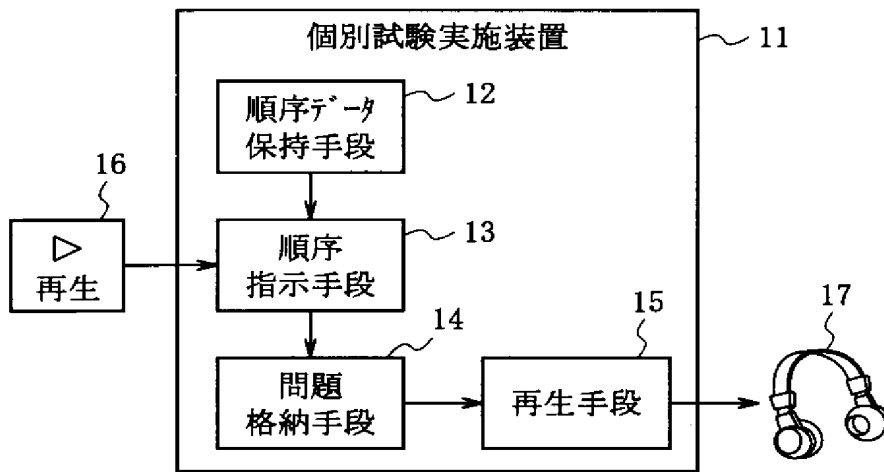 個別試験実施装置
11
順序データ
保持手段
12
16
▷
再生
順序
指示手段
13
問題
格納手段
14
再生手段
15
17